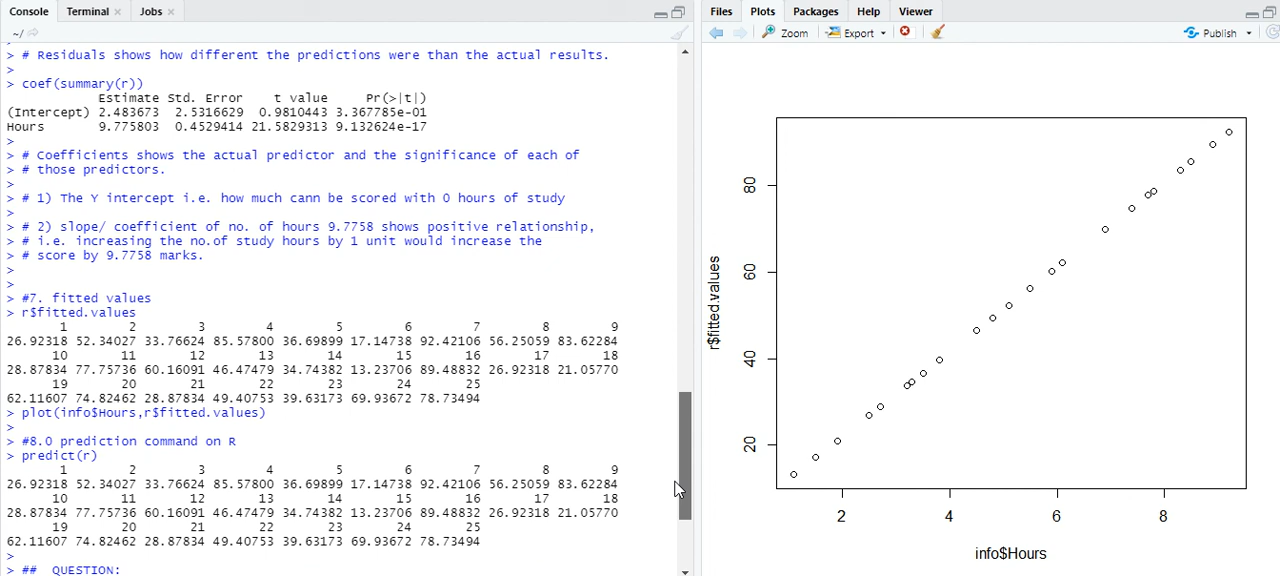 Console Terminal Jobs
~/
> # Residuals shows how different the predictions were than the actual results.
>
> coef(summary(r))
Estimate Std. Error t value Pr(>|t|)
(Intercept) 2.483673 2.5316629 0.9810443 3.367785e-01
Hours 9.775803 0.4529414 21.5829313 9.132624e-17
>
> # Coefficients shows the actual predictor and the significance of each of
> # those predictors.
>
> # 1) The Y intercept i.e. how much cann be scored with 0 hours of study
>
> # 2) slope/ coefficient of no. of hours 9.7758 shows positive relationship,
> # i.e. increasing the no.of study hours by 1 unit would increase the
> # score by 9.7758 marks.
>
>
> #7. fitted values
> r$fitted.values
1 2 3 4 5 6 7 8 9
26.92318 52.34027 33.76624 85.57800 36.69899 17.14738 92.42106 56.25059 83.62284
10 11 12 13 14 15 16 17 18
28.87834 77.75736 60.16091 46.47479 34.74382 13.23706 89.48832 26.92318 21.05770
19 20 21 22 23 24 25
62.11607 74.82462 28.87834 49.40753 39.63173 69.93672 78.73494
> plot(info$Hours,r$fitted.values)
>
> #8.0 prediction command on R
> predict(r)
1 2 3 4 5 6 7 8 9
26.92318 52.34027 33.76624 85.57800 36.69899 17.14738 92.42106 56.25059 83.62284
10 11 12 13 14 15 16 17 18
28.87834 77.75736 60.16091 46.47479 34.74382 13.23706 89.48832 26.92318 21.05770
19 20 21 22 23 24 25
62.11607 74.82462 28.87834 49.40753 39.63173 69.93672 78.73494
>
> ## QUESTION:
Files Plots Packages Help Viewer
Zoom Export Publish
r$fitted.values
80
60
40
20
2 4 6 8
info$Hours